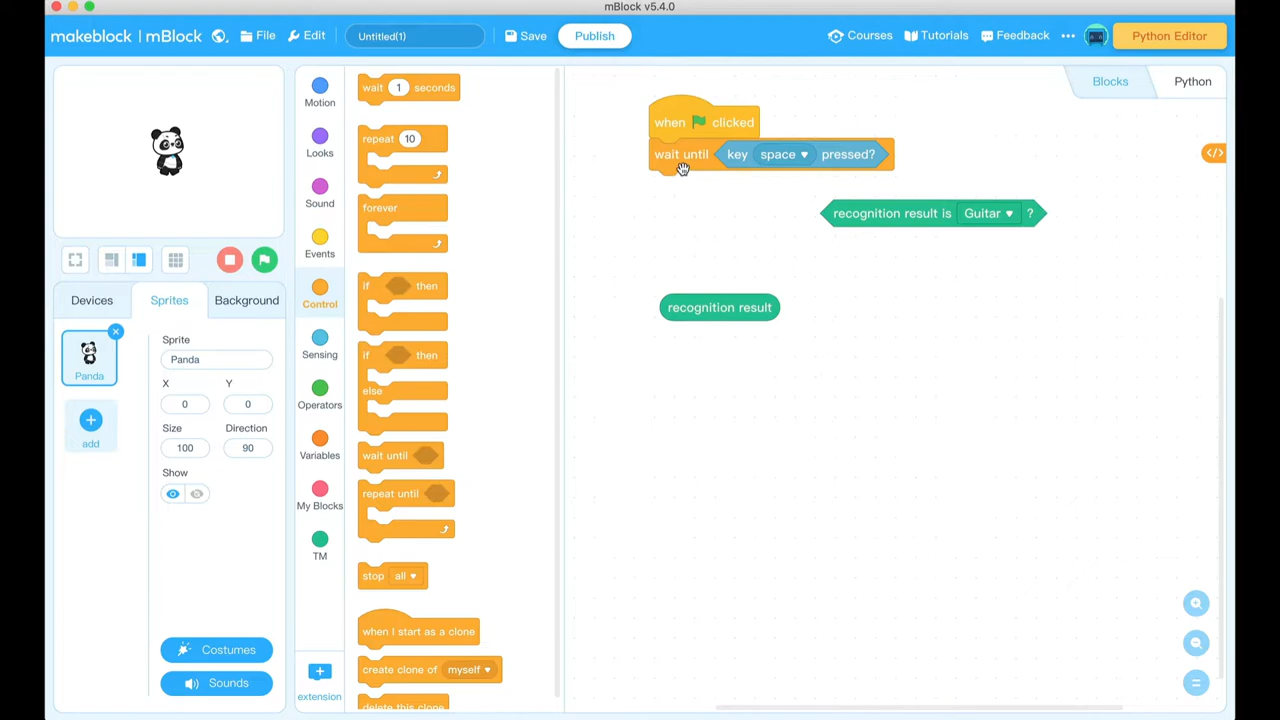 mBlock v5.4.0
makeblock | mBlock
File
Edit
Untitled(1)
Save
Publish
Courses
Tutorials
Feedback
Python Editor
Blocks
Python
Motion
Looks
Sound
Events
Control
Sensing
Operators
Variables
My Blocks
TM
extension
wait 1 seconds
repeat 10
forever
if then
if then
else
wait until
repeat until
stop all
when I start as a clone
create clone of myself
delete this clone
when clicked
wait until key space pressed?
recognition result is Guitar ?
recognition result
Devices
Sprites
Background
Panda
add
Sprite
Panda
X
Y
0
0
Size
Direction
100
90
Show
Costumes
Sounds